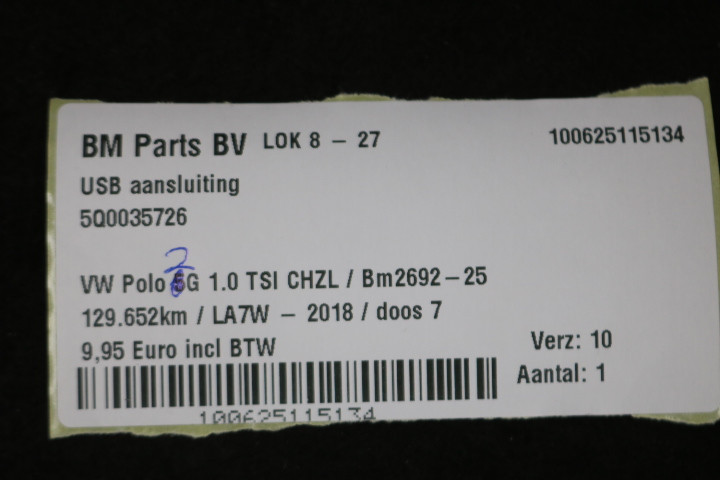 BM Parts BV LOK 8 - 27 100625115134
USB aansluiting
5Q0035726
2
VW Polo 6G 1.0 TSI CHZL / Bm2692-25
129.652km / LA7W - 2018 / doos 7
9,95 Euro incl BTW
Verz: 10
Aantal: 1
100625115134